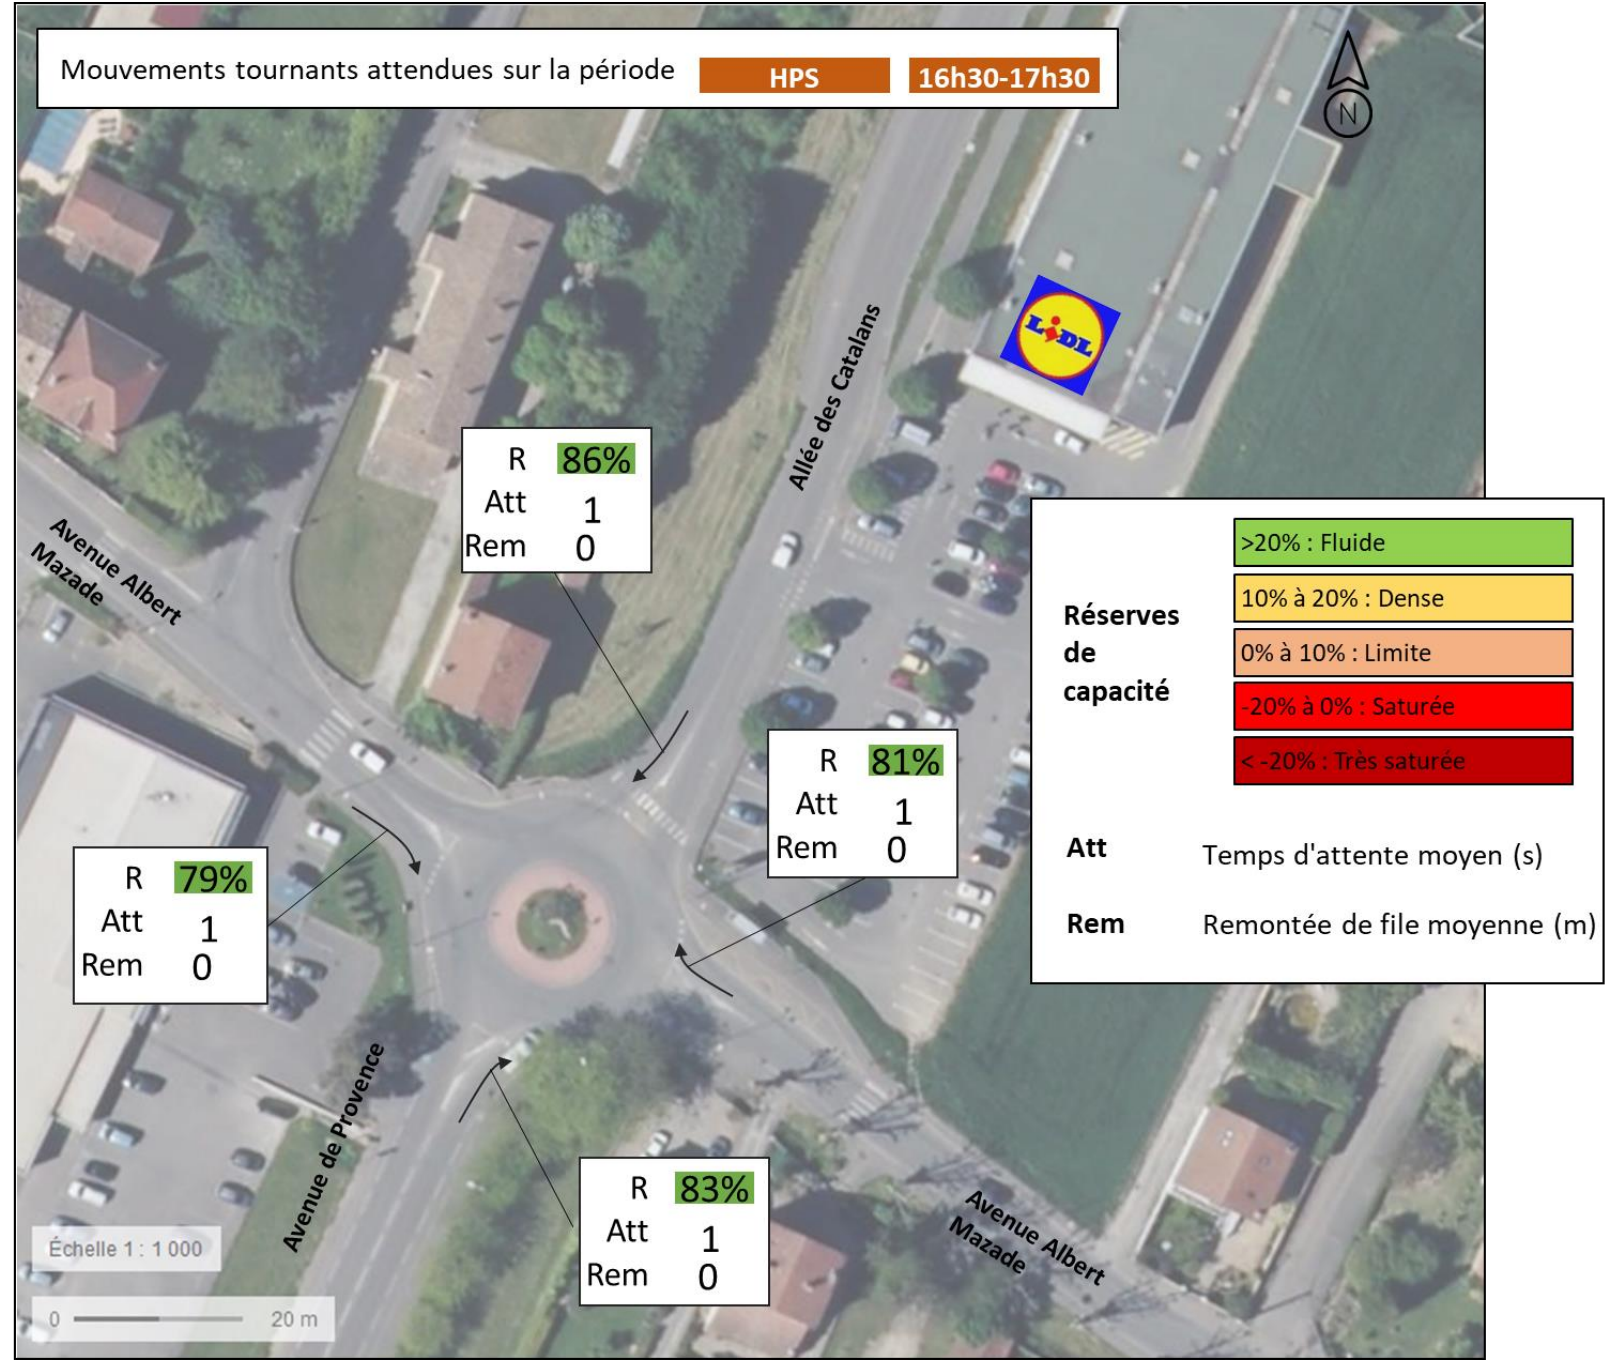 Mouvements tournants attendues sur la période HPS 16h30-17h30
N
LiDL
Allée des Catalans
Avenue Albert
Mazade
R 86%
Att 1
Rem 0
R 81%
Att 1
Rem 0
R 79%
Att 1
Rem 0
R 83%
Att 1
Rem 0
Avenue de Provence
Avenue Albert
Mazade
Réserves
de
capacité
>20% : Fluide
10% à 20% : Dense
0% à 10% : Limite
-20% à 0% : Saturée
< -20% : Très saturée
Att Temps d'attente moyen (s)
Rem Remontée de file moyenne (m)
Échelle 1 : 1 000
0 20 m